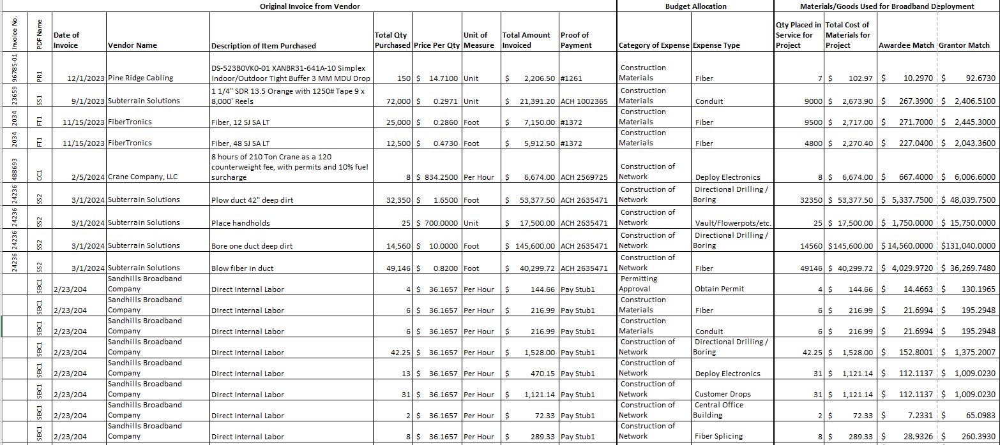 Original Invoice from Vendor Budget Allocation Materials/Goods Used for Broadband Deployment
Invoice No. PDF Name Date of Invoice Vendor Name Description of Item Purchased Total Qty Purchased Price Per Qty Unit of Measure Total Amount Invoiced Proof of Payment Category of Expense Expense Type Qty Placed in Service for Project Total Cost of Materials for Project Awardee Match Grantor Match
96785-01 PR1 12/1/2023 Pine Ridge Cabling DS-523B0VK0-01 XANBR31-641A-10 Simplex Indoor/Outdoor Tight Buffer 3 MM MDU Drop 150 $ 14.7100 Unit $ 2,206.50 #1261 Construction Materials Fiber 7 $ 102.97 $ 10.2970 $ 92.6730
23659 SS1 9/1/2023 Subterrain Solutions 1 1/4" SDR 13.5 Orange with 1250# Tape 9 x 8,000' Reels 72,000 $ 0.2971 Unit $ 21,391.20 ACH 1002365 Construction Materials Conduit 9000 $ 2,673.90 $ 267.3900 $ 2,406.5100
2034 FT1 11/15/2023 FiberTronics Fiber, 12 SJ SA LT 25,000 $ 0.2860 Foot $ 7,150.00 #1372 Construction Materials Fiber 9500 $ 2,717.00 $ 271.7000 $ 2,445.3000
2034 FT1 11/15/2023 FiberTronics Fiber, 48 SJ SA LT 12,500 $ 0.4730 Foot $ 5,912.50 #1372 Construction Materials Fiber 4800 $ 2,270.40 $ 227.0400 $ 2,043.3600
488693 CC1 2/5/2024 Crane Company, LLC 8 hours of 210 Ton Crane as a 120 counterweight fee, with permits and 10% fuel surcharge 8 $ 834.2500 Per Hour $ 6,674.00 ACH 2569725 Construction of Network Deploy Electronics 8 $ 6,674.00 $ 667.4000 $ 6,006.6000
24236 SS2 3/1/2024 Subterrain Solutions Plow duct 42" deep dirt 32,350 $ 1.6500 Foot $ 53,377.50 ACH 2635471 Construction of Network Directional Drilling / Boring 32350 $ 53,377.50 $ 5,337.7500 $ 48,039.7500
24236 SS2 3/1/2024 Subterrain Solutions Place handholds 25 $ 700.0000 Unit $ 17,500.00 ACH 2635471 Construction of Network Vault/Flowerpots/etc. 25 $ 17,500.00 $ 1,750.0000 $ 15,750.0000
24236 SS2 3/1/2024 Subterrain Solutions Bore one duct deep dirt 14,560 $ 10.0000 Foot $ 145,600.00 ACH 2635471 Construction of Network Directional Drilling / Boring 14560 $145,600.00 $ 14,560.0000 $131,040.0000
24236 SS2 3/1/2024 Subterrain Solutions Blow fiber in duct 49,146 $ 0.8200 Foot $ 40,299.72 ACH 2635471 Construction of Network Fiber 49146 $ 40,299.72 $ 4,029.9720 $ 36,269.7480
SBC1 2/23/204 Sandhills Broadband Company Direct Internal Labor 4 $ 36.1657 Per Hour $ 144.66 Pay Stub1 Permitting Approval Obtain Permit 4 $ 144.66 $ 14.4663 $ 130.1965
SBC1 2/23/204 Sandhills Broadband Company Direct Internal Labor 6 $ 36.1657 Per Hour $ 216.99 Pay Stub1 Construction Materials Fiber 6 $ 216.99 $ 21.6994 $ 195.2948
SBC1 2/23/204 Sandhills Broadband Company Direct Internal Labor 6 $ 36.1657 Per Hour $ 216.99 Pay Stub1 Construction Materials Conduit 6 $ 216.99 $ 21.6994 $ 195.2948
SBC1 2/23/204 Sandhills Broadband Company Direct Internal Labor 42.25 $ 36.1657 Per Hour $ 1,528.00 Pay Stub1 Construction of Network Directional Drilling / Boring 42.25 $ 1,528.00 $ 152.8001 $ 1,375.2007
SBC1 2/23/204 Sandhills Broadband Company Direct Internal Labor 13 $ 36.1657 Per Hour $ 470.15 Pay Stub1 Construction of Network Deploy Electronics 31 $ 1,121.14 $ 112.1137 $ 1,009.0230
SBC1 2/23/204 Sandhills Broadband Company Direct Internal Labor 31 $ 36.1657 Per Hour $ 1,121.14 Pay Stub1 Construction of Network Customer Drops 31 $ 1,121.14 $ 112.1137 $ 1,009.0230
SBC1 2/23/204 Sandhills Broadband Company Direct Internal Labor 2 $ 36.1657 Per Hour $ 72.33 Pay Stub1 Construction of Network Central Office Building 2 $ 72.33 $ 7.2331 $ 65.0983
SBC1 2/23/204 Sandhills Broadband Company Direct Internal Labor 8 $ 36.1657 Per Hour $ 289.33 Pay Stub1 Construction of Network Fiber Splicing 8 $ 289.33 $ 28.9326 $ 260.3930